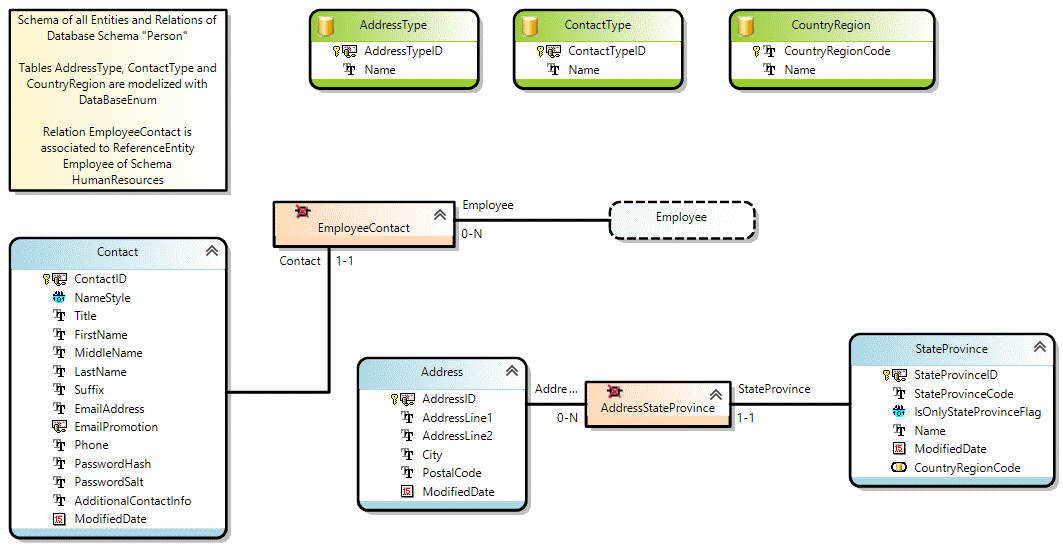 Schema of all Entities and Relations of
Database Schema "Person"
Tables AddressType, ContactType and
CountryRegion are modelized with
DataBaseEnum
Relation EmployeeContact is
associated to ReferenceEntity
Employee of Schema
HumanResources
AddressType
AddressTypeID
Name
ContactType
ContactTypeID
Name
CountryRegion
CountryRegionCode
Name
EmployeeContact
Employee
0-N
Employee
Contact
1-1
Contact
ContactID
NameStyle
Title
FirstName
MiddleName
LastName
Suffix
EmailAddress
EmailPromotion
Phone
PasswordHash
PasswordSalt
AdditionalContactInfo
ModifiedDate
Address
AddressID
AddressLine1
AddressLine2
City
PostalCode
ModifiedDate
Addre...
0-N
AddressStateProvince
StateProvince
1-1
StateProvince
StateProvinceID
StateProvinceCode
IsOnlyStateProvinceFlag
Name
ModifiedDate
CountryRegionCode